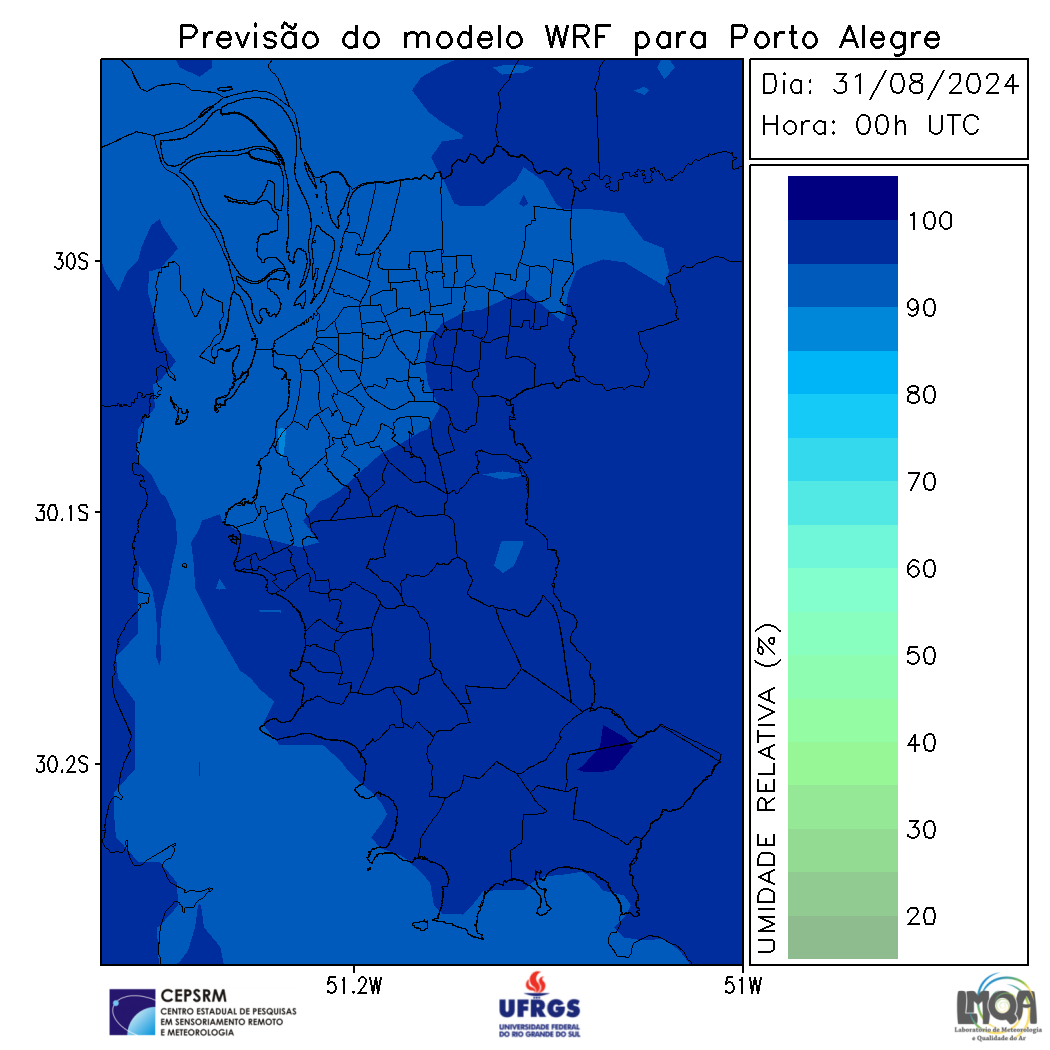 Previsão do modelo WRF para Porto Alegre
Dia: 31/08/2024
Hora: 00h UTC
100
90
80
70
60
50
40
30
20
UMIDADE RELATIVA (%)
30S
30.1S
30.2S
51.2W
51W
CEPSRM
CENTRO ESTADUAL DE PESQUISAS
EM SENSORIAMENTO REMOTO
E METEOROLOGIA
UFRGS
UNIVERSIDADE FEDERAL
DO RIO GRANDE DO SUL
LMQA
Laboratório de Meteorologia
e Qualidade do Ar